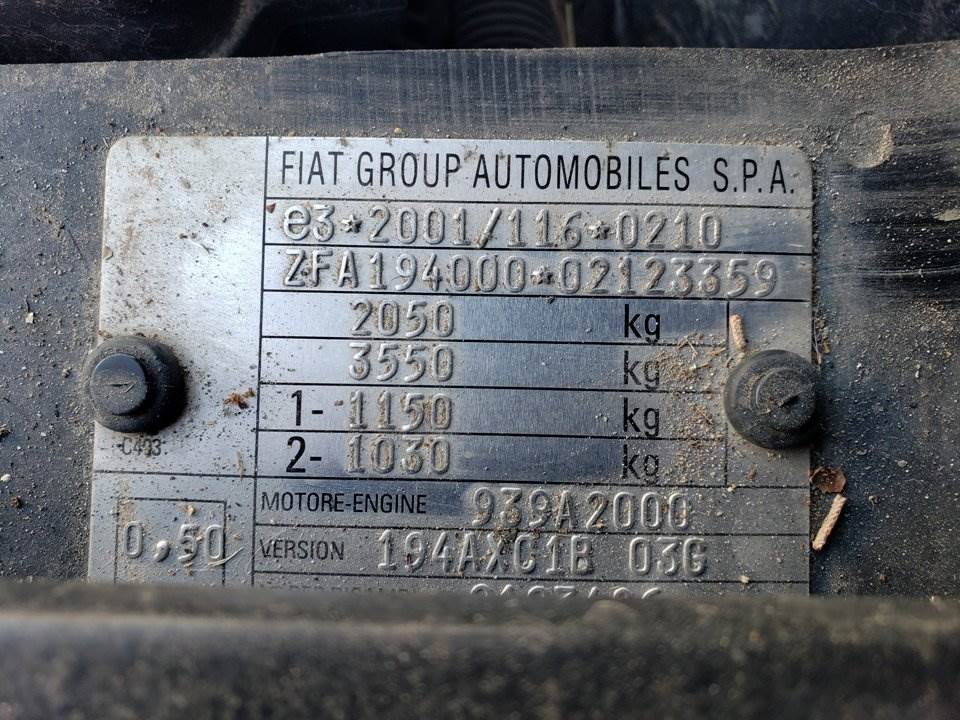 FIAT GROUP AUTOMOBILES S.P.A.
e3*2001/116*0210
ZFA194000*02123359
2050 kg
3550 kg
1- 1150 kg
2- 1030 kg
C493
MOTORE-ENGINE 939A2000
0,50
VERSION 194AXC1B 03G